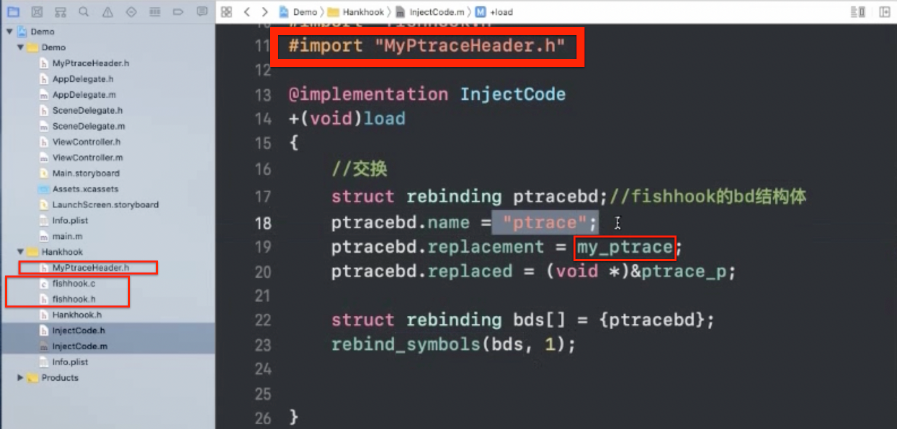 Demo
Demo
MyPtraceHeader.h
AppDelegate.h
AppDelegate.m
SceneDelegate.h
SceneDelegate.m
ViewController.h
ViewController.m
Main.storyboard
Assets.xcassets
LaunchScreen.storyboard
Info.plist
main.m
Hankhook
MyPtraceHeader.h
fishhook.c
fishhook.h
Hankhook.h
InjectCode.h
InjectCode.m
Info.plist
Products
Demo Hankhook InjectCode.m M +load
11 #import "MyPtraceHeader.h"
12
13 @implementation InjectCode
14 +(void)load
15 {
16 //交换
17 struct rebinding ptracebd;//fishhook的bd结构体
18 ptracebd.name = "ptrace";
19 ptracebd.replacement = my_ptrace;
20 ptracebd.replaced = (void *)&ptrace_p;
21
22 struct rebinding bds[] = {ptracebd};
23 rebind_symbols(bds, 1);
24
25
26 }